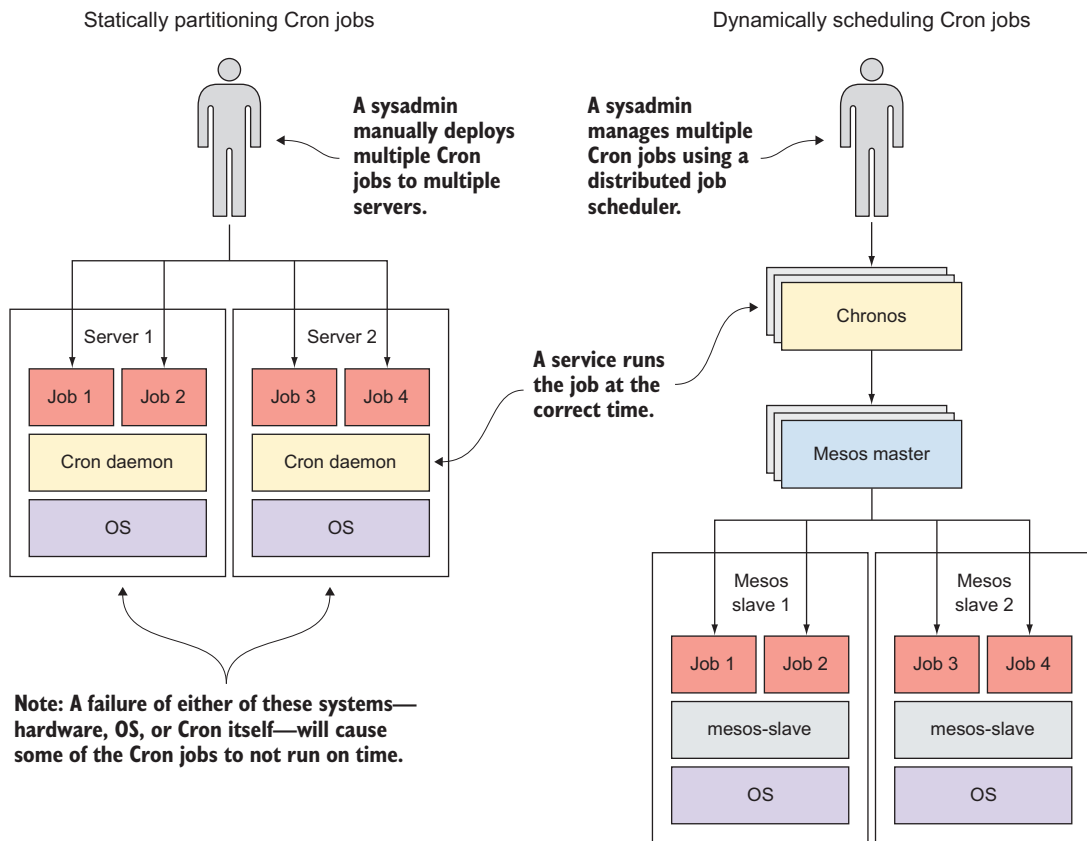 Statically partitioning Cron jobs
A sysadmin
manually deploys
multiple Cron
jobs to multiple
servers.
Server 1
Server 2
Job 1
Job 2
Job 3
Job 4
Cron daemon
Cron daemon
OS
OS
Note: A failure of either of these systems—
hardware, OS, or Cron itself—will cause
some of the Cron jobs to not run on time.
A service runs
the job at the
correct time.
Dynamically scheduling Cron jobs
A sysadmin
manages multiple
Cron jobs using a
distributed job
scheduler.
Chronos
Mesos master
Mesos
slave 1
Mesos
slave 2
Job 1
Job 2
Job 3
Job 4
mesos-slave
mesos-slave
OS
OS